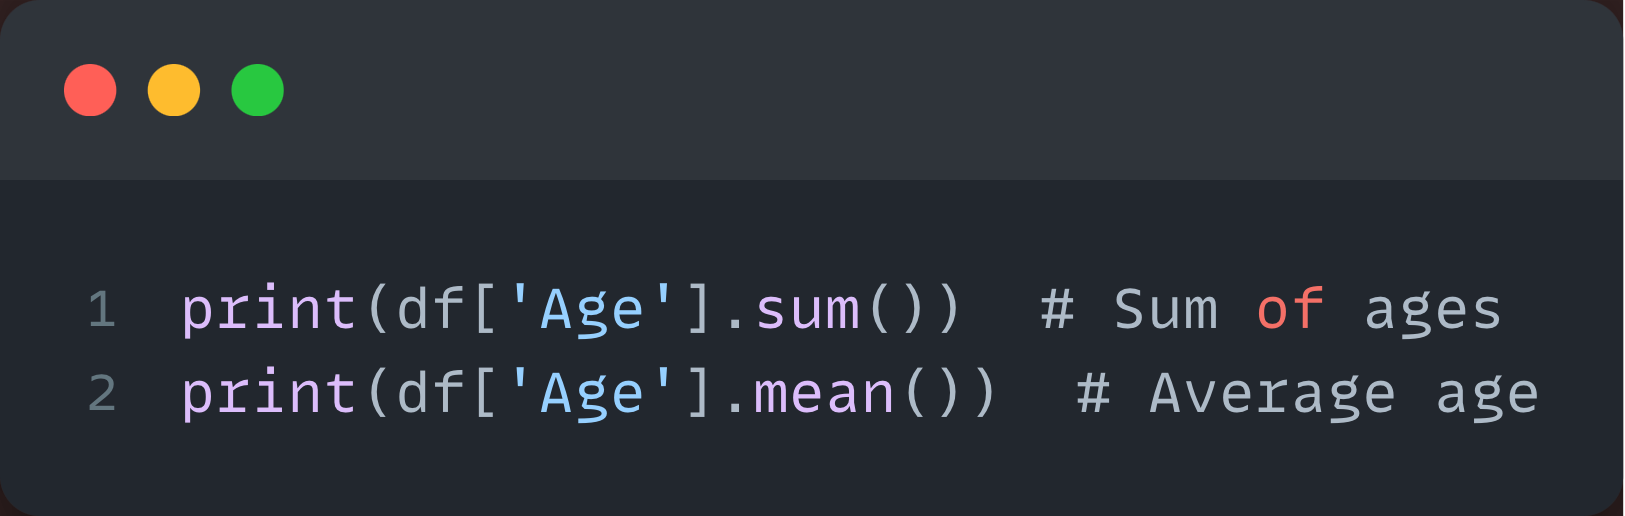 1 print(df['Age'].sum())  # Sum of ages
2 print(df['Age'].mean())  # Average age